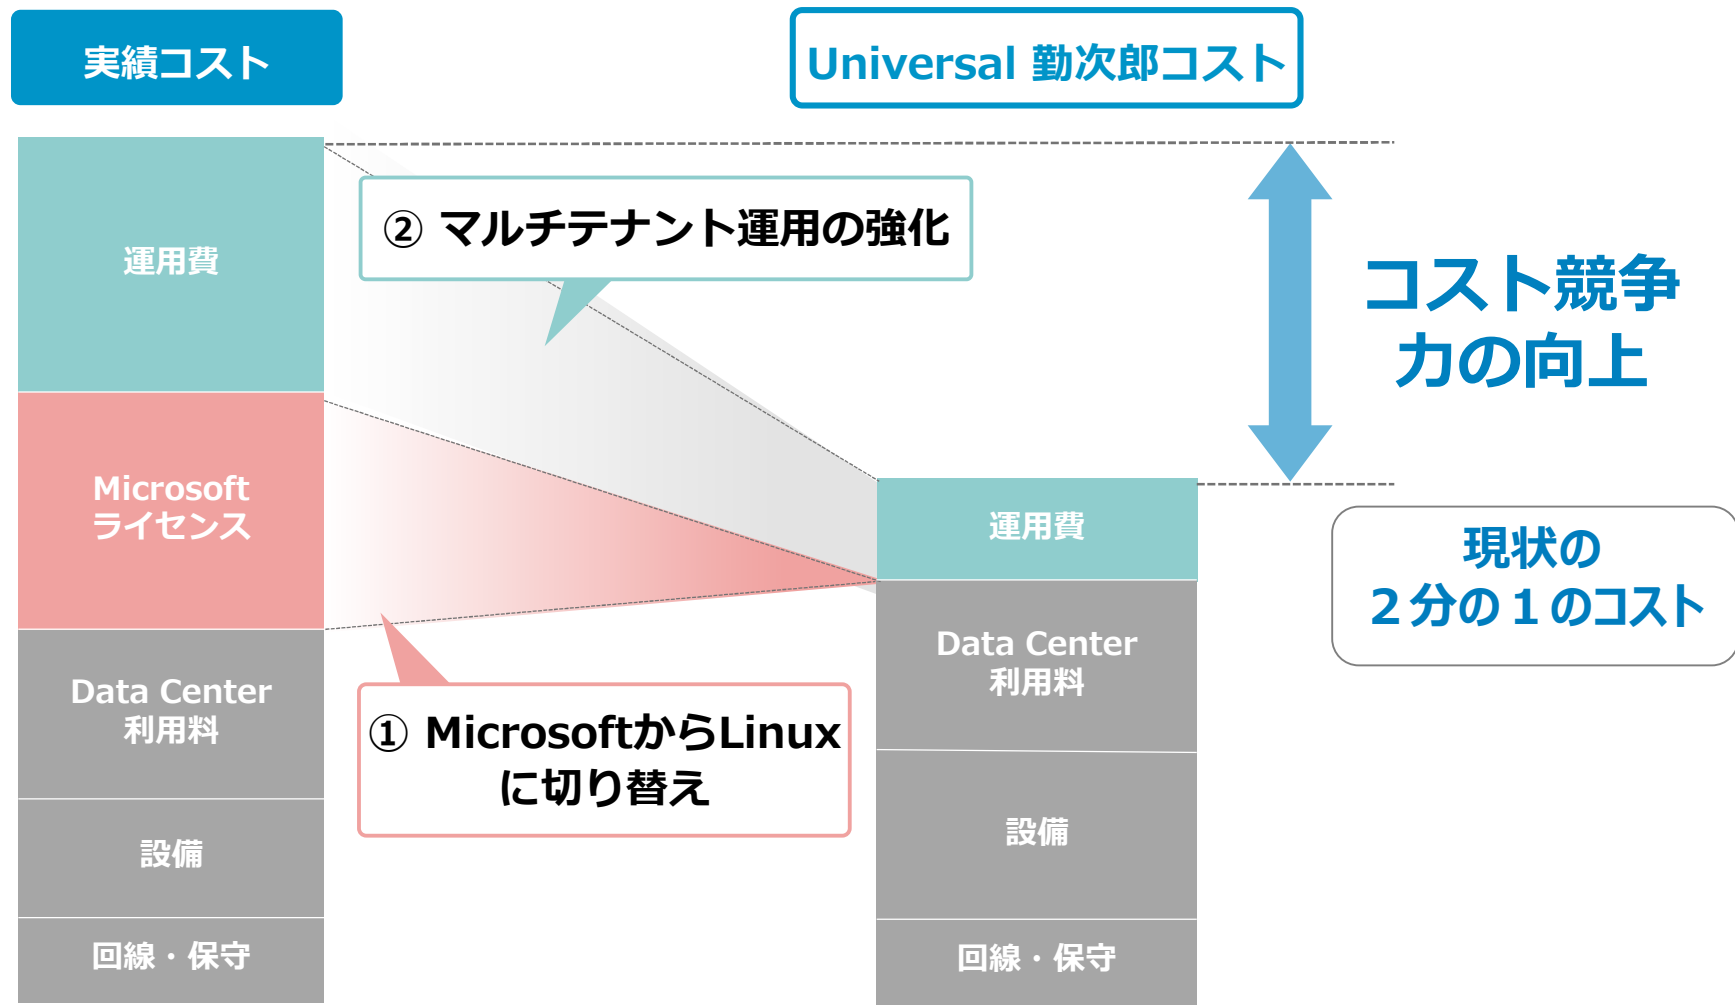 実績コスト
Universal 勤次郎コスト
運用費
Microsoft
ライセンス
Data Center
利用料
設備
回線・保守
② マルチテナント運用の強化
① MicrosoftからLinux
に切り替え
運用費
Data Center
利用料
設備
回線・保守
コスト競争
力の向上
現状の
２分の１のコスト